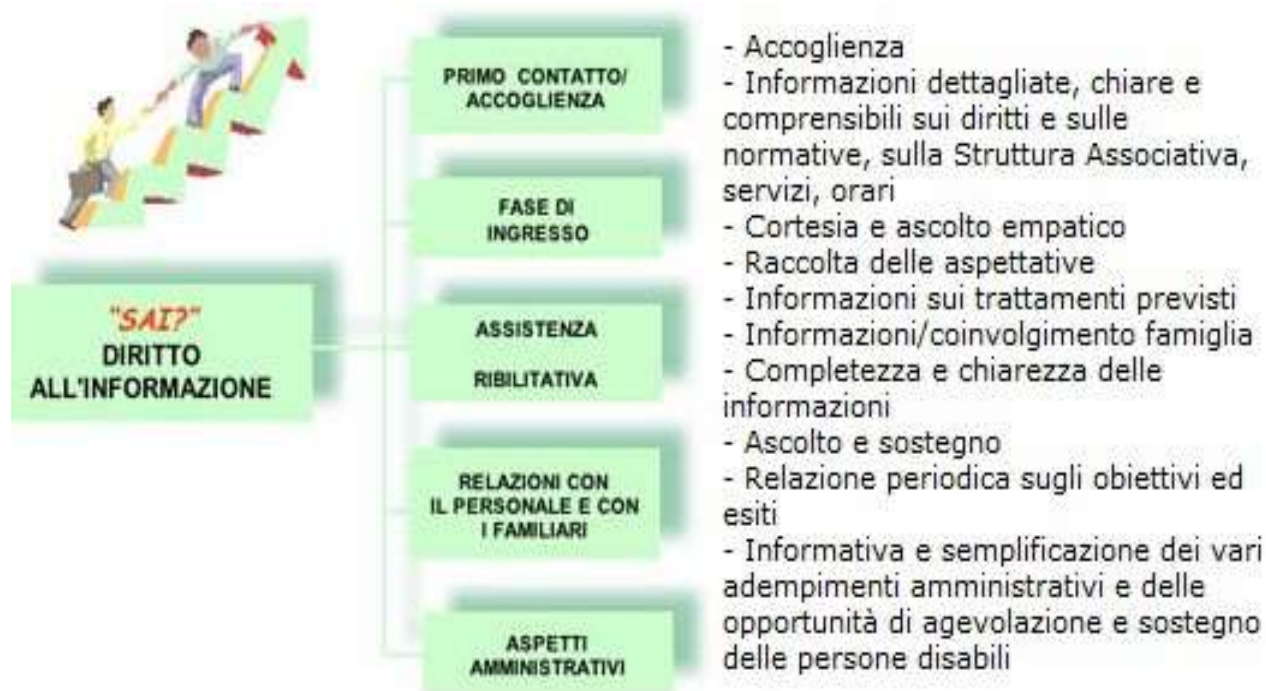 "SAI?"
DIRITTO
ALL'INFORMAZIONE
PRIMO CONTATTO/
ACCOGLIENZA
FASE DI
INGRESSO
ASSISTENZA
RIBILITATIVA
RELAZIONI CON
IL PERSONALE E CON
I FAMILIARI
ASPETTI
AMMINISTRATIVI
- Accoglienza
- Informazioni dettagliate, chiare e
comprensibili sui diritti e sulle
normative, sulla Struttura Associativa,
servizi, orari
- Cortesia e ascolto empatico
- Raccolta delle aspettative
- Informazioni sui trattamenti previsti
- Informazioni/coinvolgimento famiglia
- Completezza e chiarezza delle
informazioni
- Ascolto e sostegno
- Relazione periodica sugli obiettivi ed
esiti
- Informativa e semplificazione dei vari
adempimenti amministrativi e delle
opportunità di agevolazione e sostegno
delle persone disabili